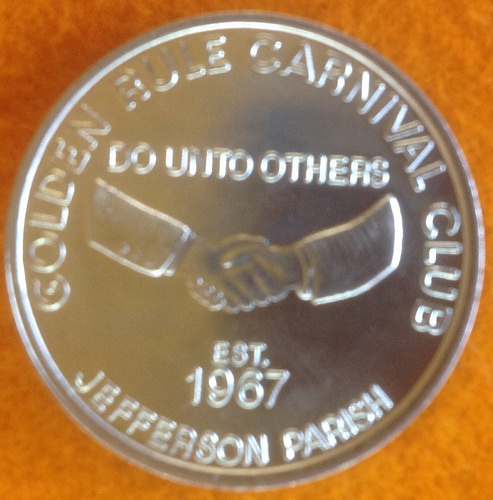 GOLDEN RULE CARNIVAL CLUB
DO UNTO OTHERS
EST.
1967
JEFFERSON PARISH